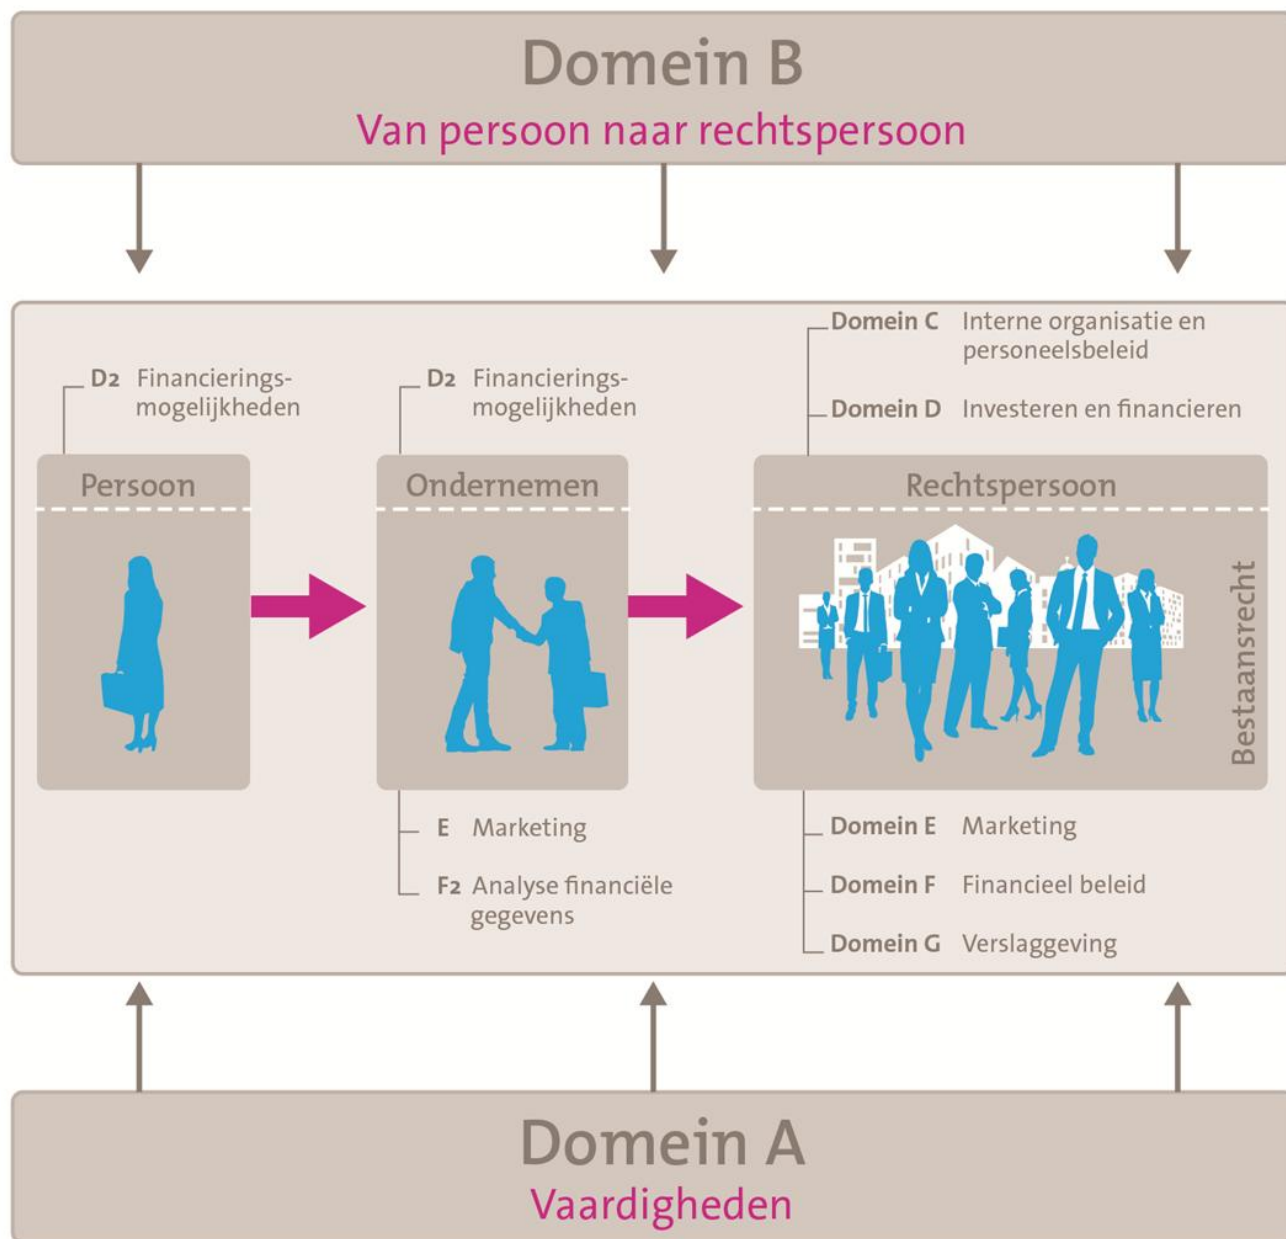 Domein B
Van persoon naar rechtspersoon
D2 Financierings-
mogelijkheden
Persoon
D2 Financierings-
mogelijkheden
Ondernemen
E Marketing
F2 Analyse financiële
gegevens
Domein C Interne organisatie en
personeelsbeleid
Domein D Investeren en financieren
Rechtspersoon
Bestaansrecht
Domein E Marketing
Domein F Financieel beleid
Domein G Verslaggeving
Domein A
Vaardigheden